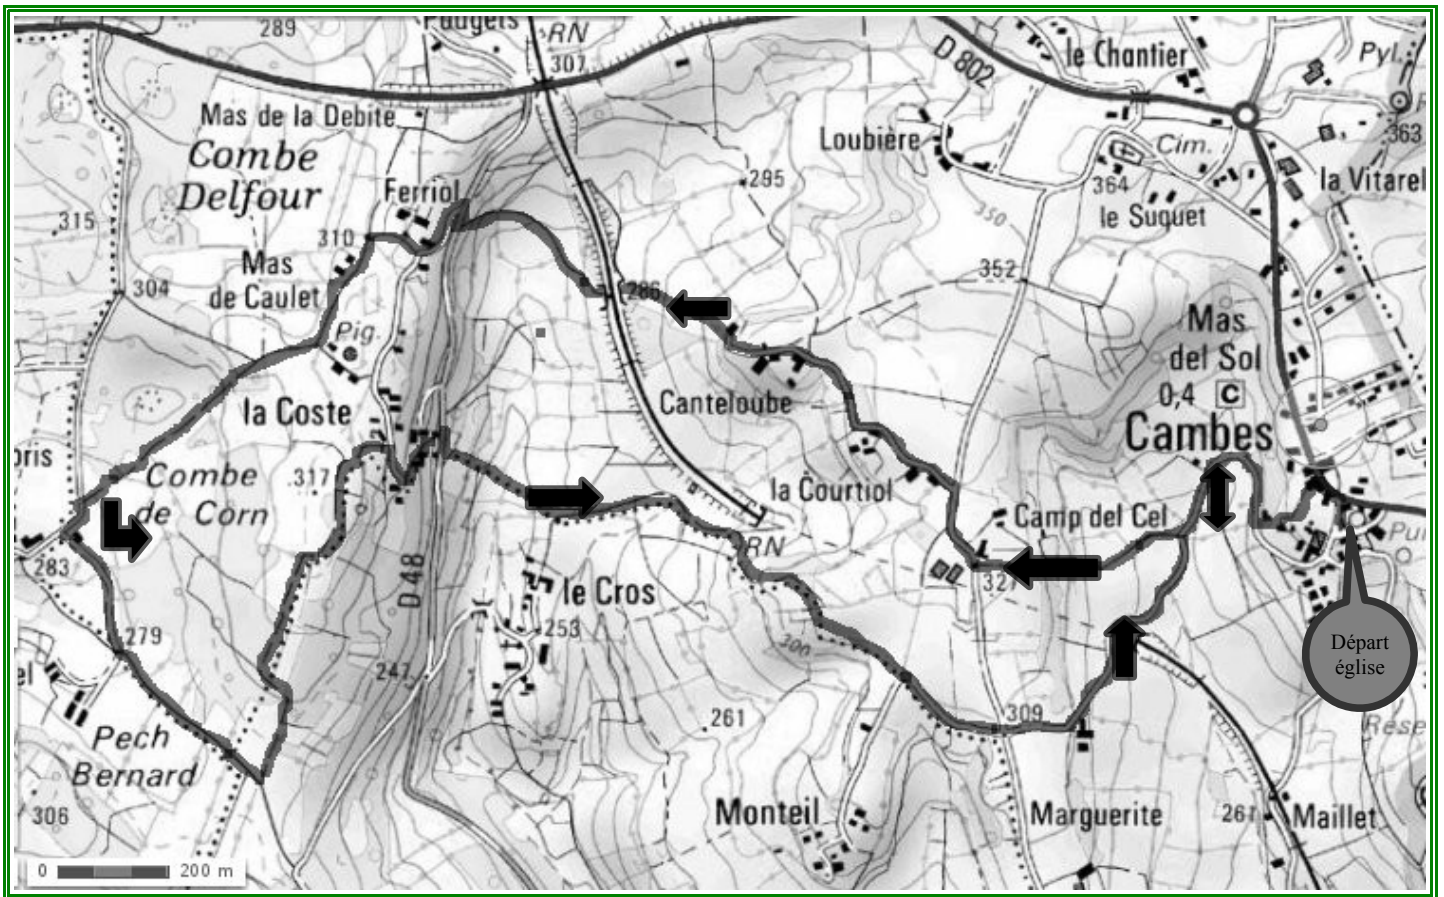 289
RN
307
D 802
le Chantier
Pyl.
Mas de la Debite
Combe
Delfour
Loubière
Cim.
363
295
364
la Vitarel
Ferriol
le Suquet
350
315
310
Mas
de Caulet
352
304
286
Pig.
Mas
del Sol
0,4 C
la Coste
Canteloube
Cambes
Combe
de Corn
317
la Courtiol
Camp del Cel
RN
283
D 48
327
le Cros
279
253
300
Départ
église
247
261
309
Pech
Bernard
306
Monteil
Marguerite
261
Maillet
0 200 m